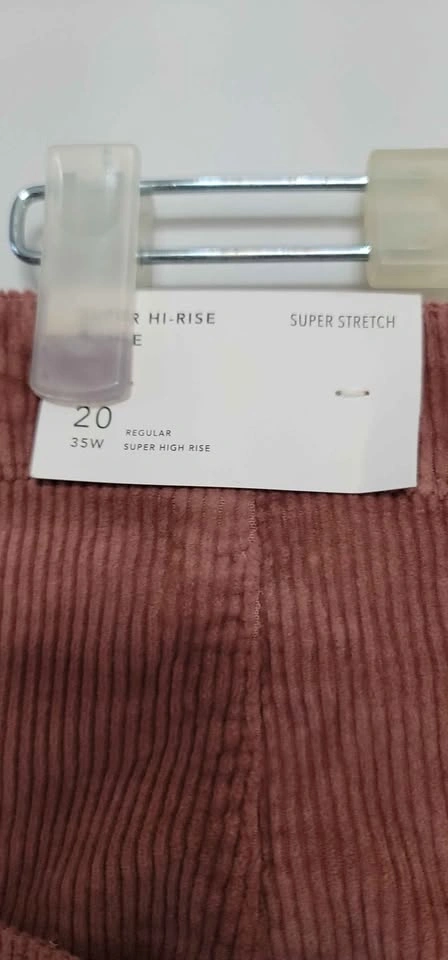 R HI-RISE
SUPER STRETCH
E
20
REGULAR
35W
SUPER HIGH RISE